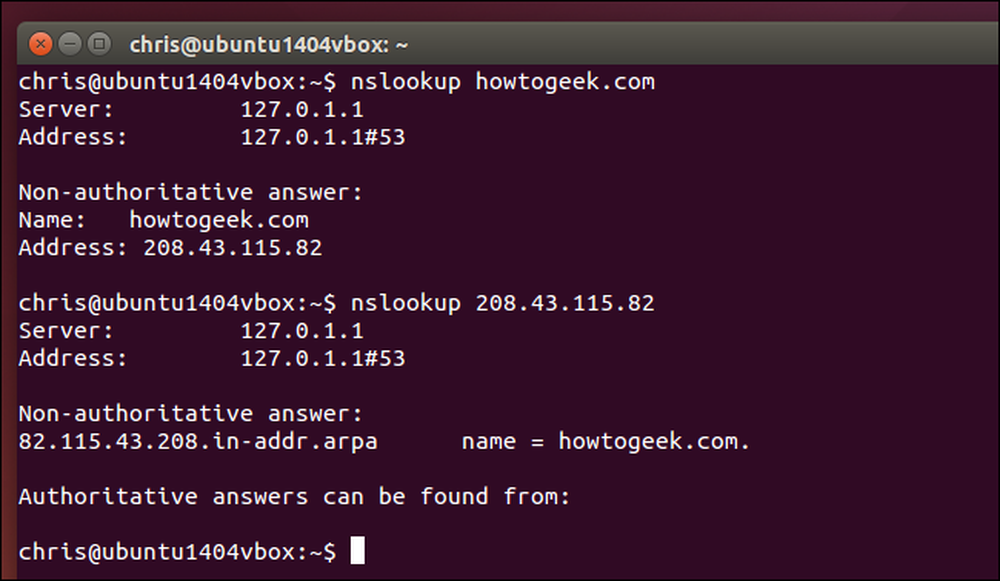 chris@ubuntu1404vbox: ~
chris@ubuntu1404vbox:~$ nslookup howtogeek.com
Server:         127.0.1.1
Address:        127.0.1.1#53
Non-authoritative answer:
Name:   howtogeek.com
Address: 208.43.115.82
chris@ubuntu1404vbox:~$ nslookup 208.43.115.82
Server:         127.0.1.1
Address:        127.0.1.1#53
Non-authoritative answer:
82.115.43.208.in-addr.arpa      name = howtogeek.com.
Authoritative answers can be found from:
chris@ubuntu1404vbox:~$